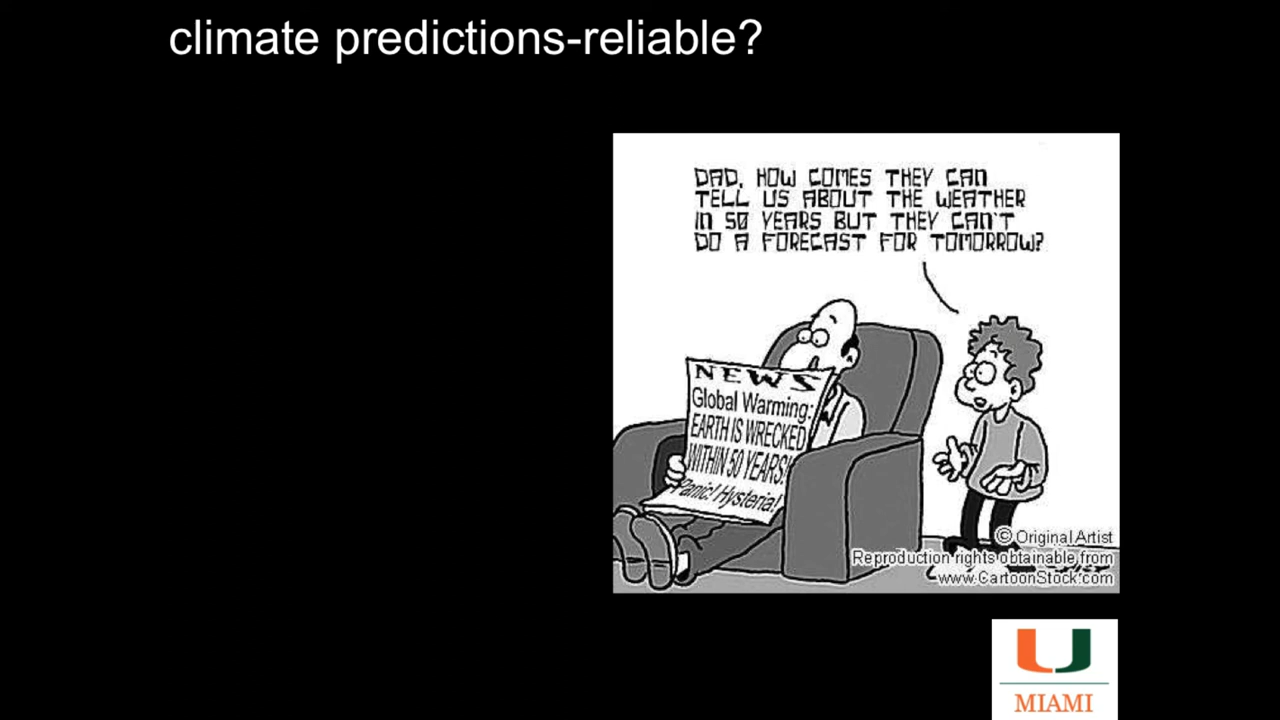 climate predictions-reliable?
DAD, HOW COMES THEY CAN
TELL US ABOUT THE WEATHER
IN 50 YEARS BUT THEY CAN'T
DO A FORECAST FOR TOMORROW?
NEWS
Global Warming:
EARTH IS WRECKED
WITHIN 50 YEARS!
Panic! Hysteria!
© Original Artist
Reproduction rights obtainable from
www.CartoonStock.com
U
MIAMI